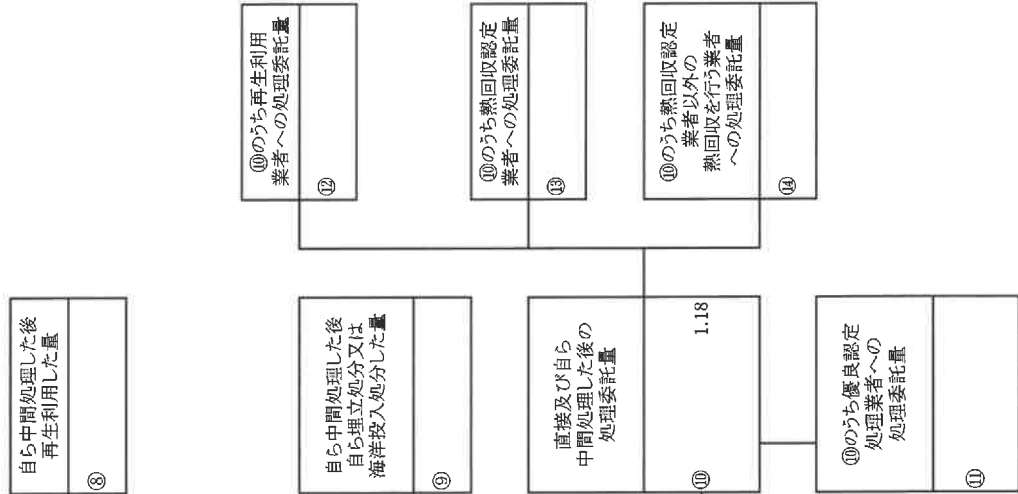 自ら中間処理した後
再生利用した量
⑧
自ら中間処理した後
自ら埋立処分又は
海洋投入処分した量
⑨
直接及び自ら
中間処理した後の
処理委託量
⑩
1.18
⑩のうち優良認定
処理業者への
処理委託量
⑪
⑩のうち再生利用
業者への処理委託量
⑫
⑩のうち熱回収認定
業者への処理委託量
⑬
⑩のうち熱回収認定
業者以外の
熱回収を行う業者
への処理委託量
⑭